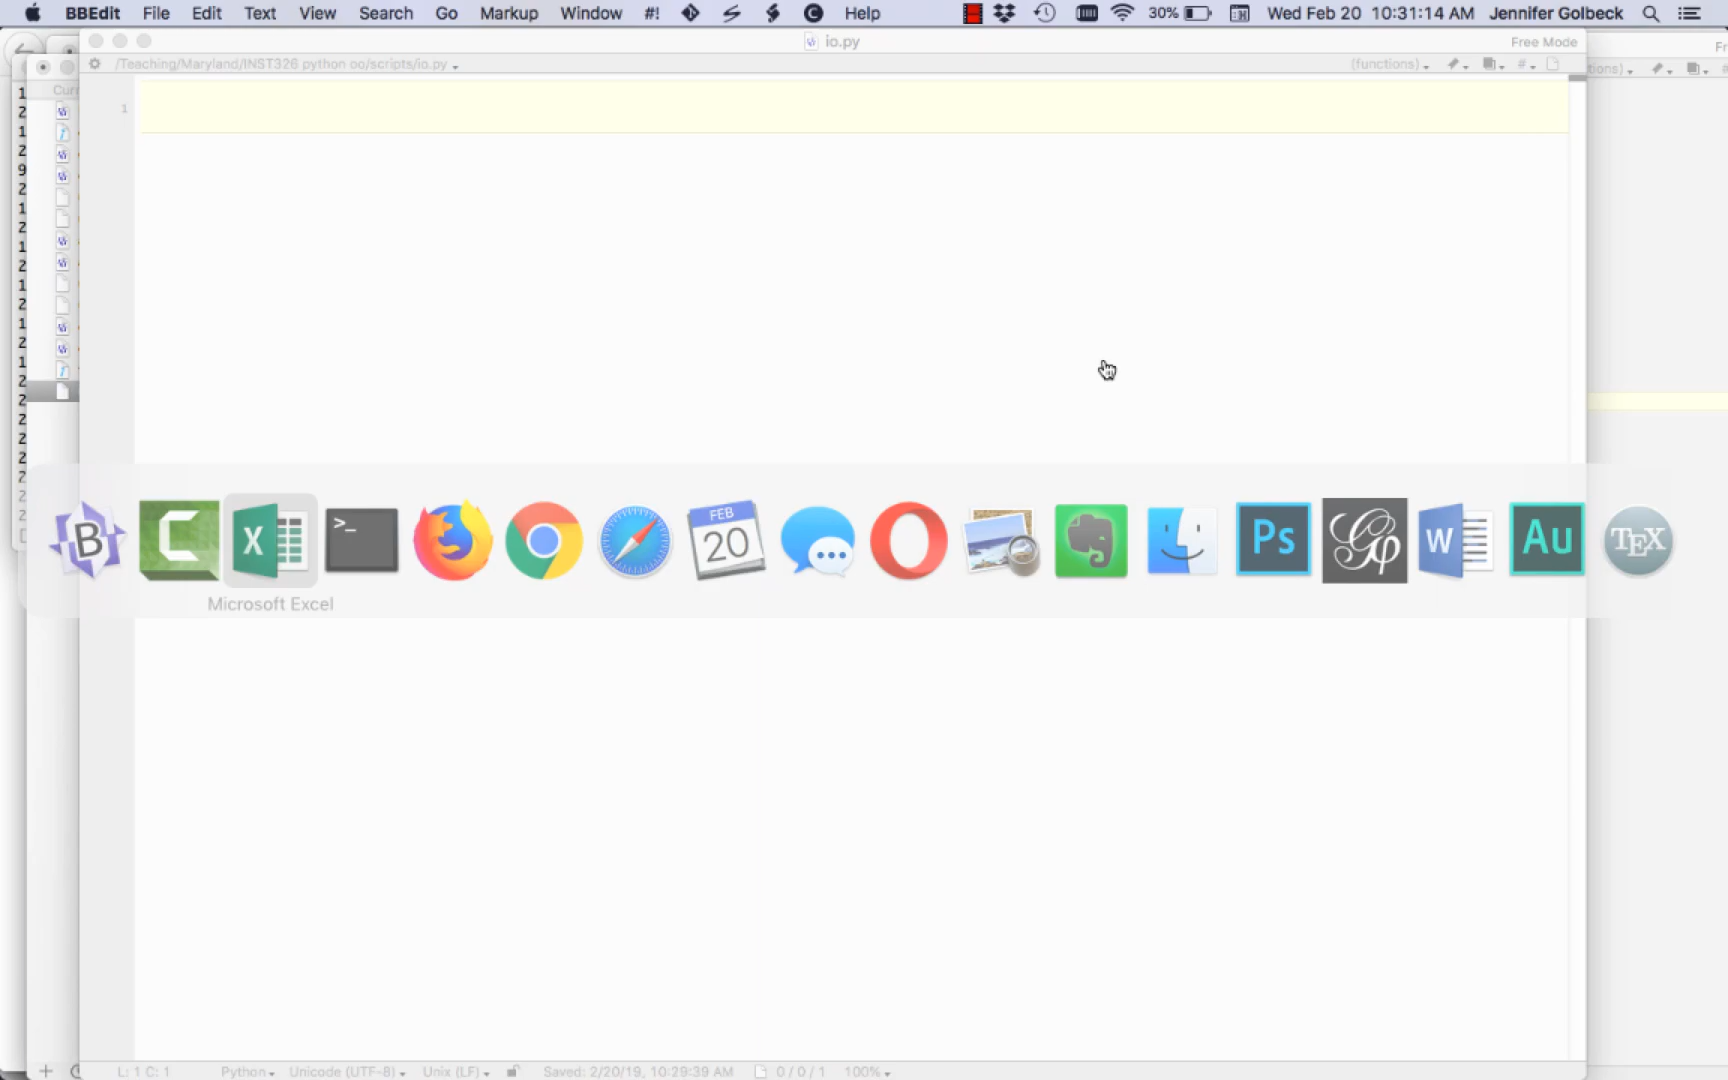 BBEdit File Edit Text View Search Go Markup Window #! Help 30% Wed Feb 20 10:31:14 AM Jennifer Golbeck
io.py
Free Mode
/Teaching/Maryland/INST326 python oo/scripts/io.py
(functions)
#
1
FEB
20
>_
B
C
X
Ps
W
Au
TEX
Microsoft Excel
L: 1 C: 1 Python Unicode (UTF-8) Unix (LF) Saved: 2/20/19, 10:29:39 AM 0 / 0 / 1 100%